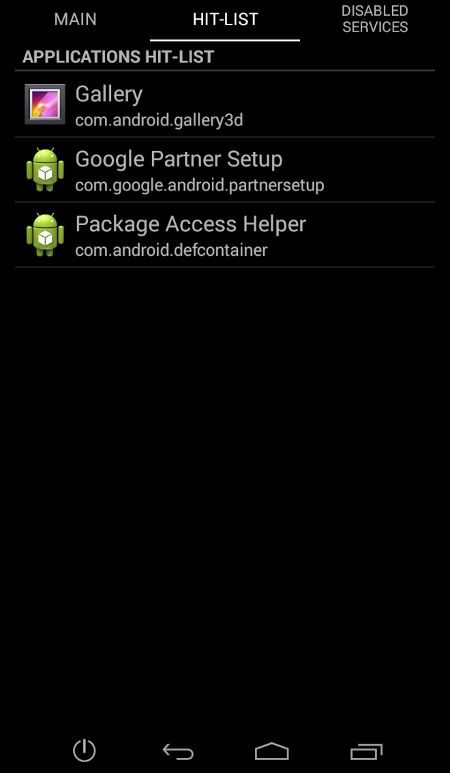 MAIN
HIT-LIST
DISABLED
SERVICES
APPLICATIONS HIT-LIST
Gallery
com.android.gallery3d
Google Partner Setup
com.google.android.partnersetup
Package Access Helper
com.android.defcontainer